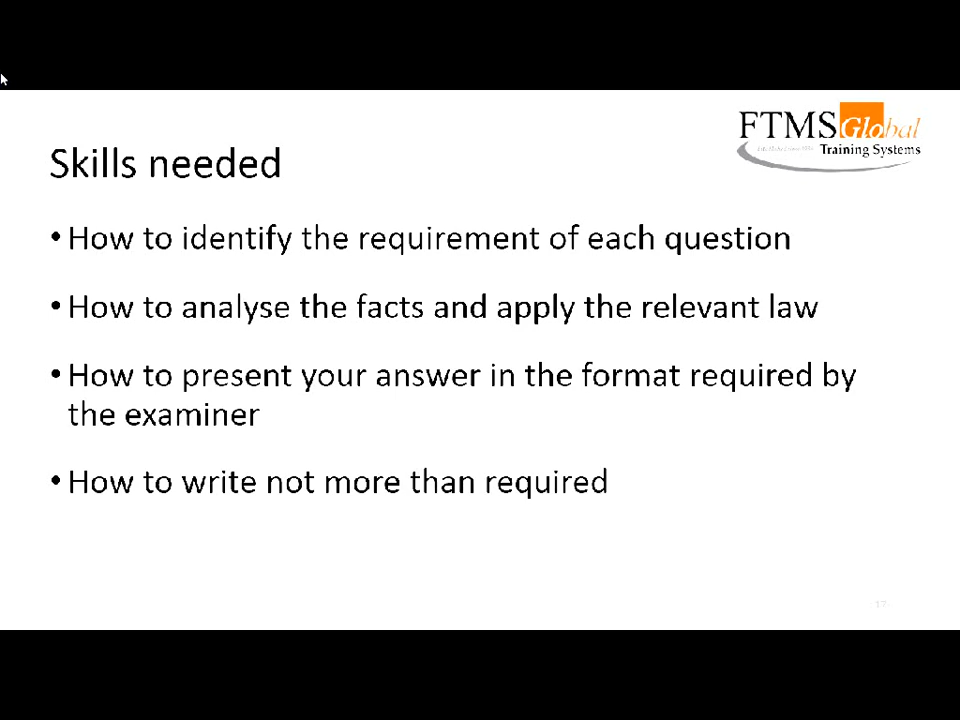 FTMSGlobal
Training Systems
Skills needed
• How to identify the requirement of each question
• How to analyse the facts and apply the relevant law
• How to present your answer in the format required by
the examiner
• How to write not more than required
17